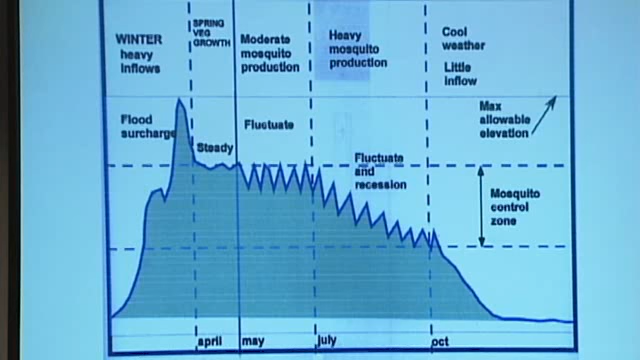 WINTER
heavy
inflows
SPRING
VEG
GROWTH
Moderate
mosquito
production
Heavy
mosquito
production
Cool
weather
Little
inflow
Flood
surcharge
Steady
Fluctuate
Fluctuate
and
recession
Max
allowable
elevation
Mosquito
control
zone
april
may
july
oct